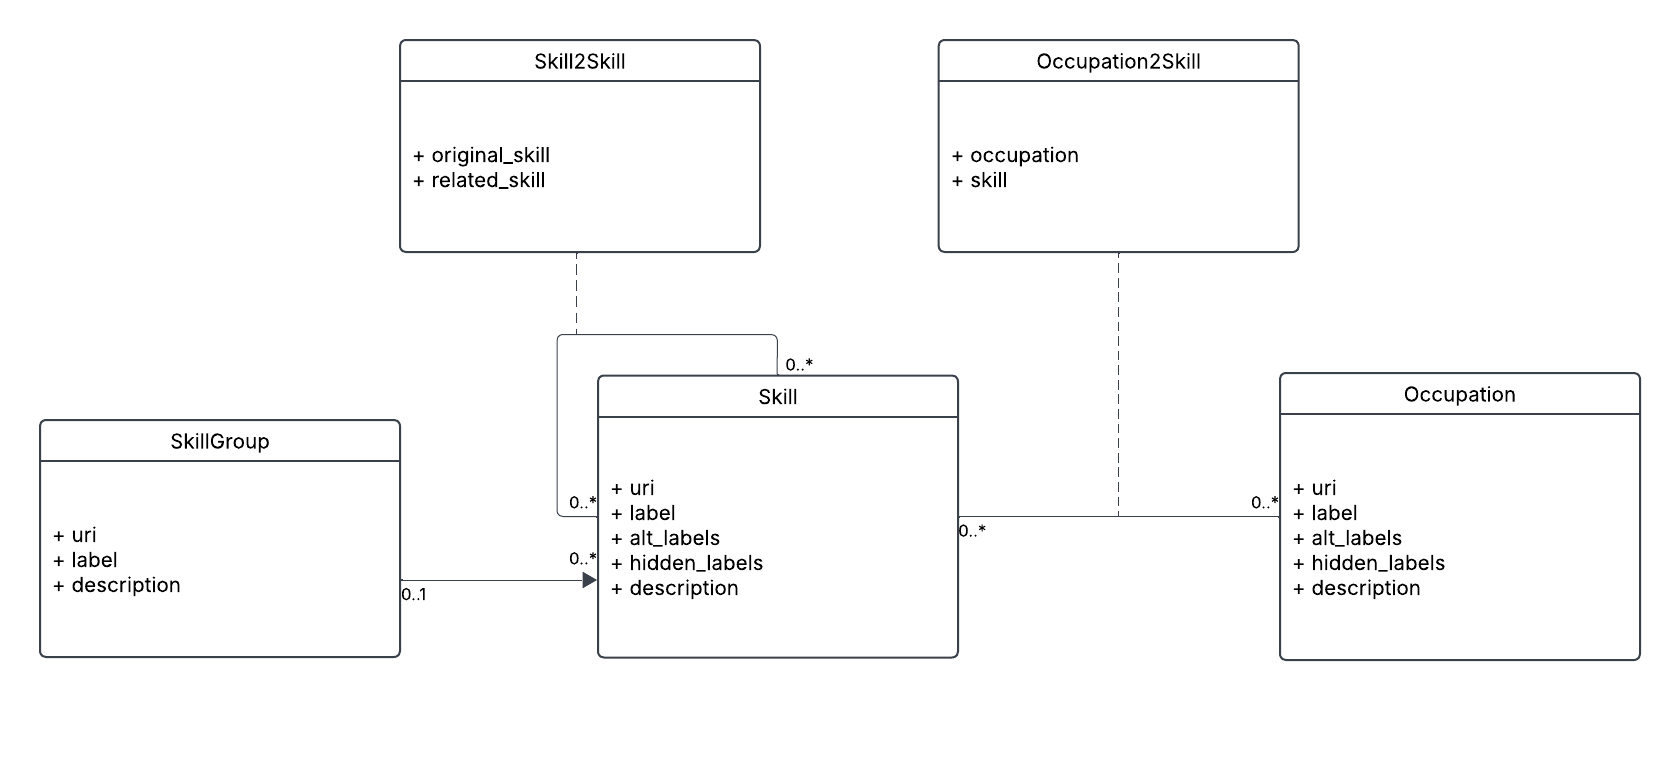 Skill2Skill
+ original_skill
+ related_skill
Occupation2Skill
+ occupation
+ skill
SkillGroup
+ uri
+ label
+ description
0..1
0..*
0..*
0..*
Skill
+ uri
+ label
+ alt_labels
+ hidden_labels
+ description
0..*
0..*
Occupation
+ uri
+ label
+ alt_labels
+ hidden_labels
+ description